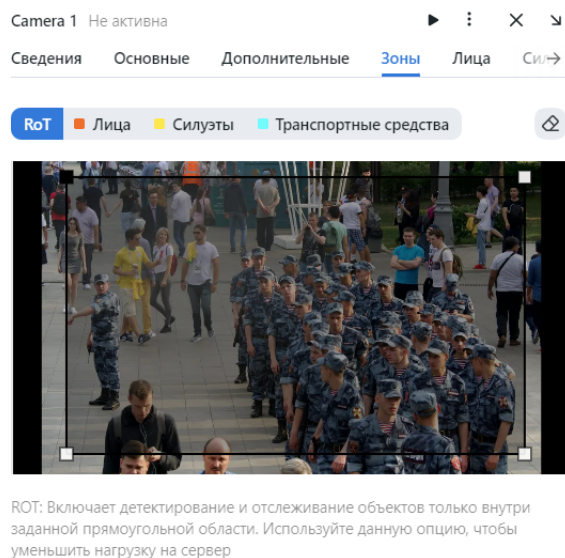 Camera 1 Не активна
Сведения Основные Дополнительные Зоны Лица
RoT Лица Силуэты Транспортные средства
ROT: Включает детектирование и отслеживание объектов только внутри
заданной прямоугольной области. Используйте данную опцию, чтобы
уменьшить нагрузку на сервер